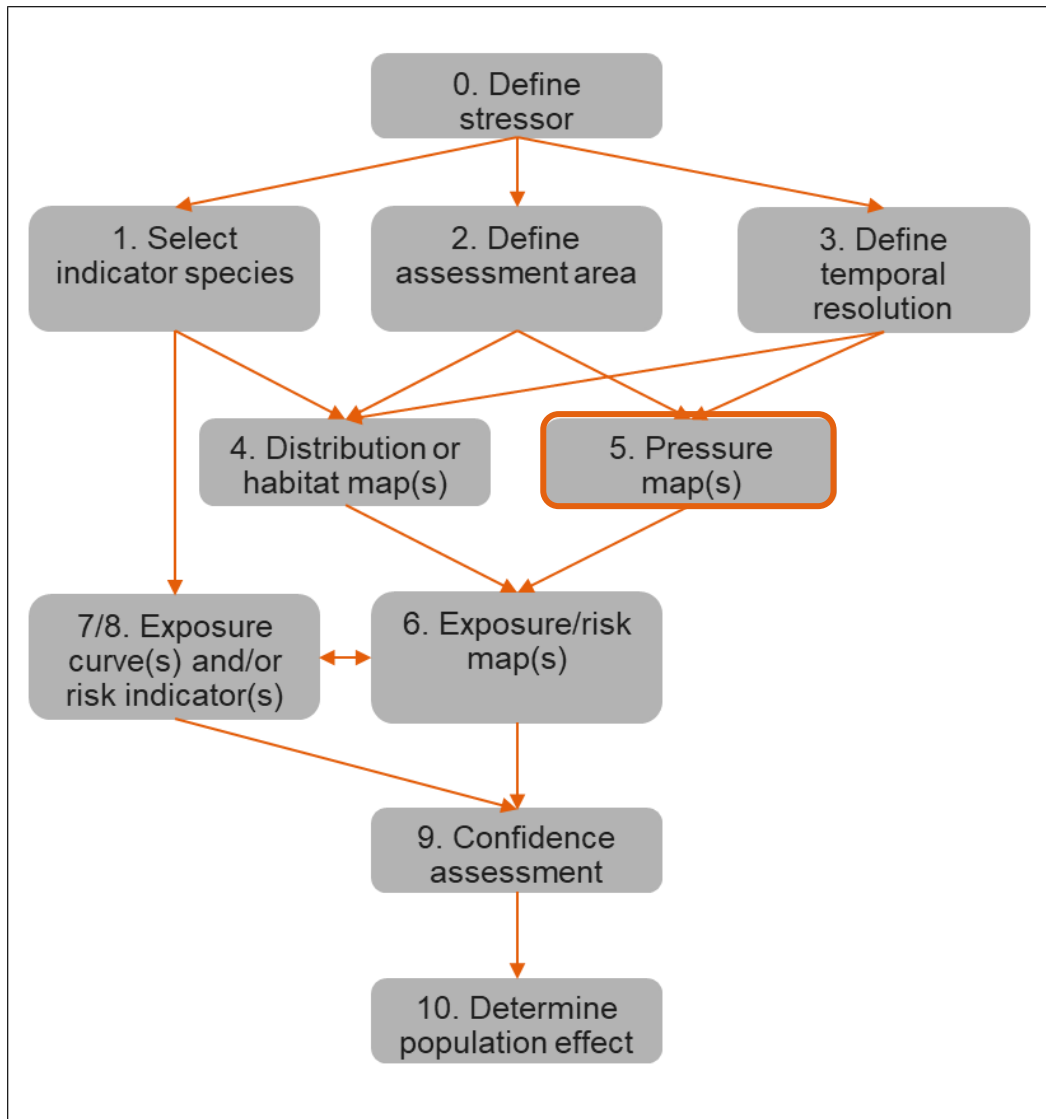 0. Define
stressor
1. Select
indicator species
2. Define
assessment area
3. Define
temporal
resolution
4. Distribution or
habitat map(s)
5. Pressure
map(s)
7/8. Exposure
curve(s) and/or
risk indicator(s)
6. Exposure/risk
map(s)
9. Confidence
assessment
10. Determine
population effect